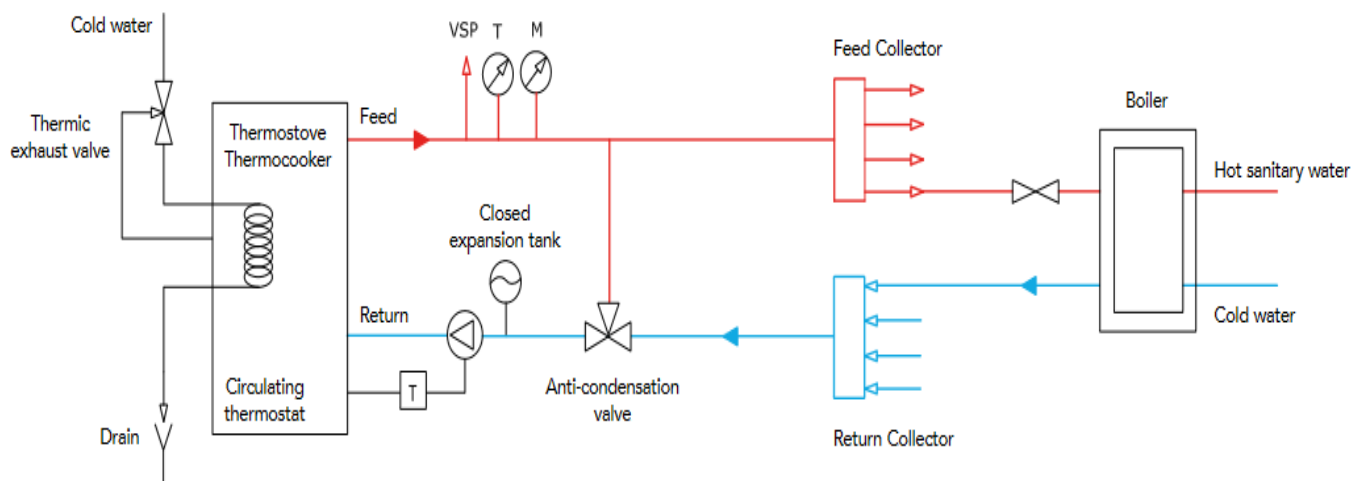 Cold water
VSP T M
Feed Collector
Boiler
Thermic
exhaust valve
Thermostove
Thermocooker
Feed
Hot sanitary water
Closed
expansion tank
Return
Cold water
Circulating
thermostat
T
Anti-condensation
valve
Drain
Return Collector